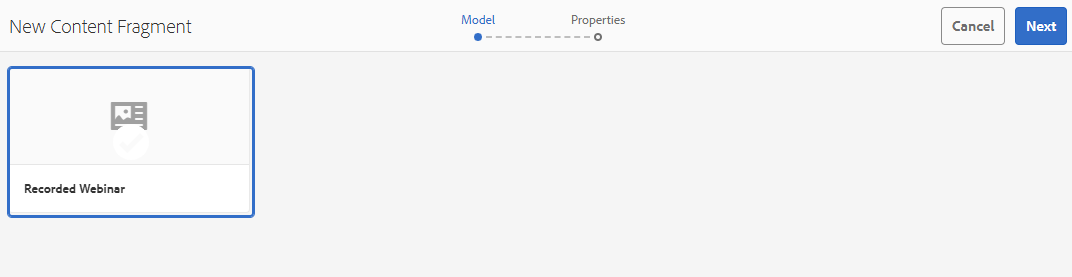 New Content Fragment
Model
Properties
Cancel
Next
Recorded Webinar